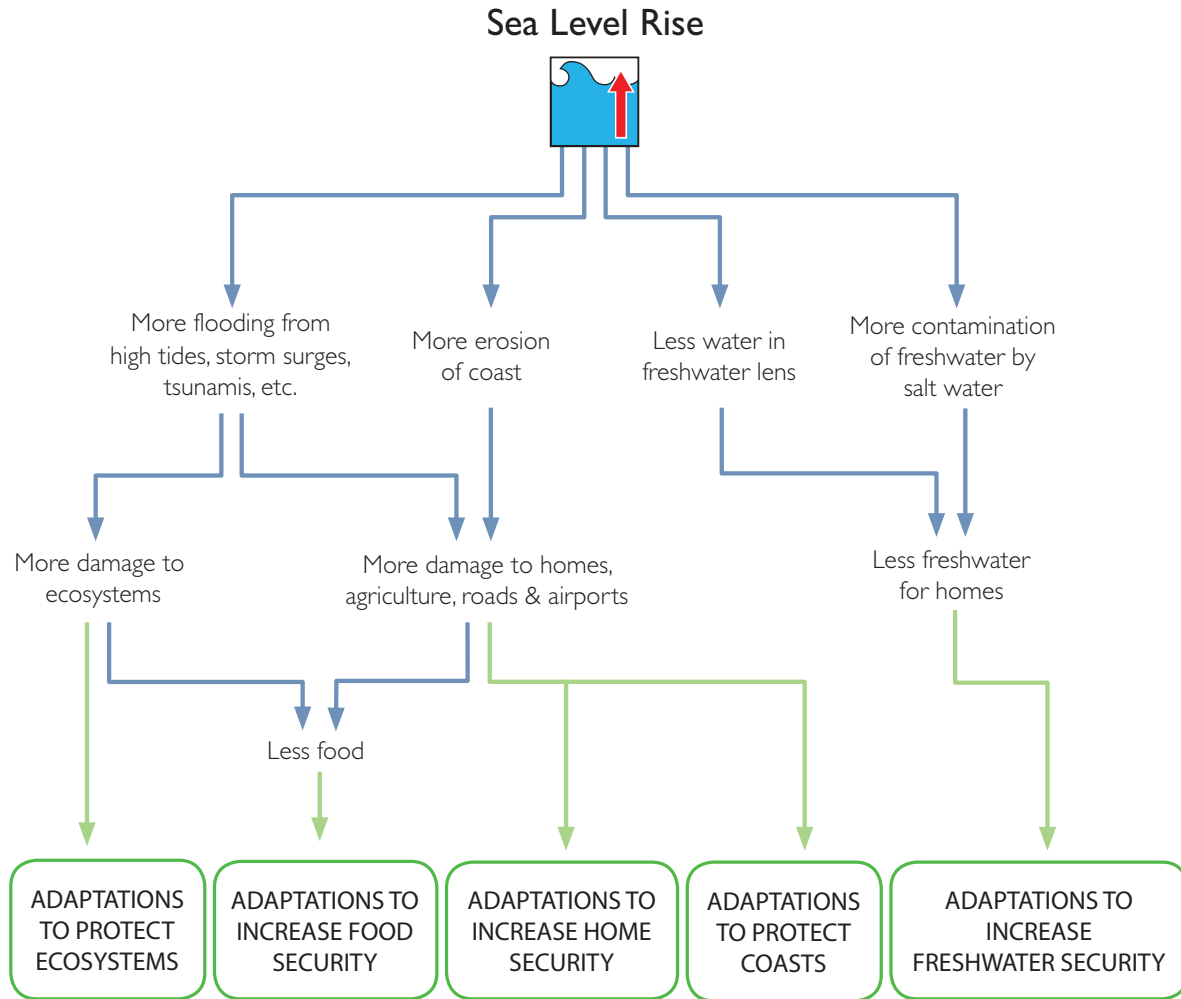 Sea Level Rise
More flooding from
high tides, storm surges,
tsunamis, etc.
More erosion
of coast
Less water in
freshwater lens
More contamination
of freshwater by
salt water
More damage to
ecosystems
More damage to homes,
agriculture, roads & airports
Less freshwater
for homes
Less food
ADAPTATIONS
TO PROTECT
ECOSYSTEMS
ADAPTATIONS TO
INCREASE FOOD
SECURITY
ADAPTATIONS TO
INCREASE HOME
SECURITY
ADAPTATIONS
TO PROTECT
COASTS
ADAPTATIONS TO
INCREASE
FRESHWATER SECURITY